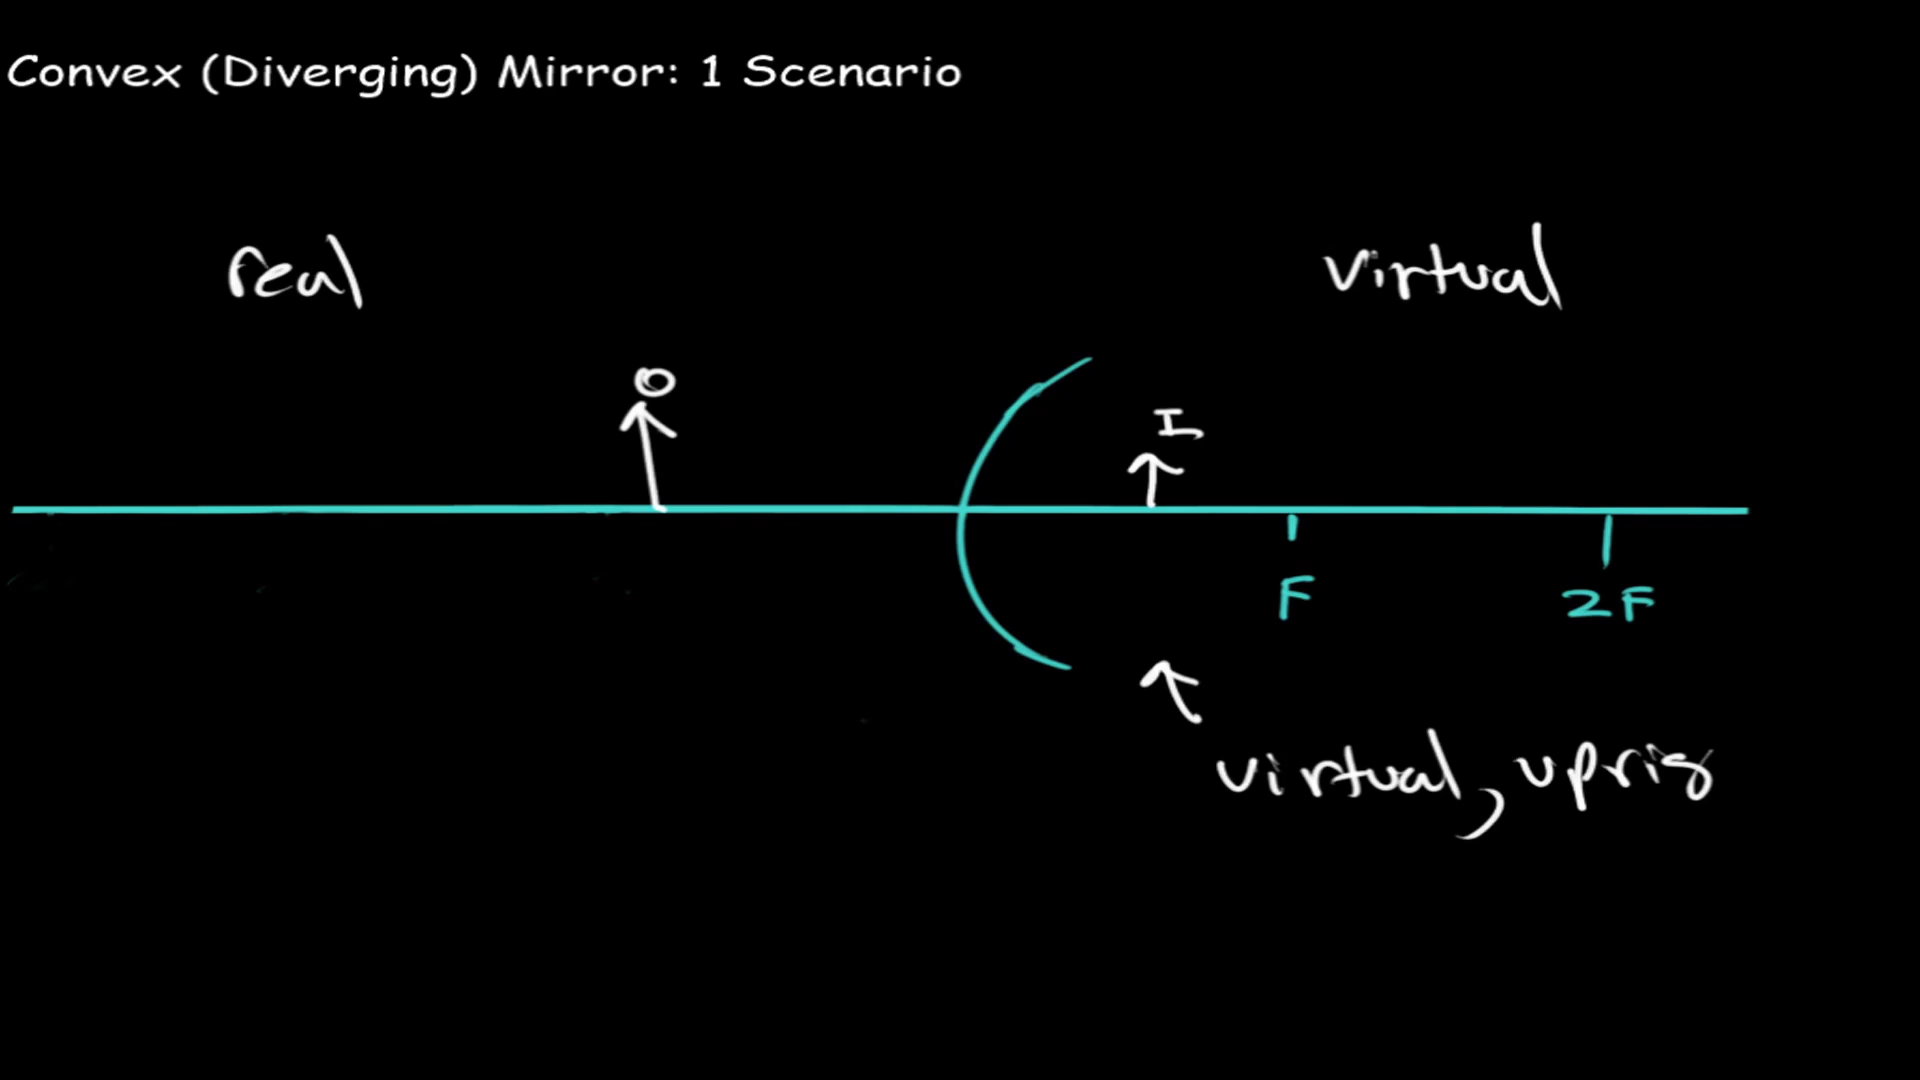 Convex (Diverging) Mirror: 1 Scenario
real
virtual
O
I
F
2F
virtual, uprig